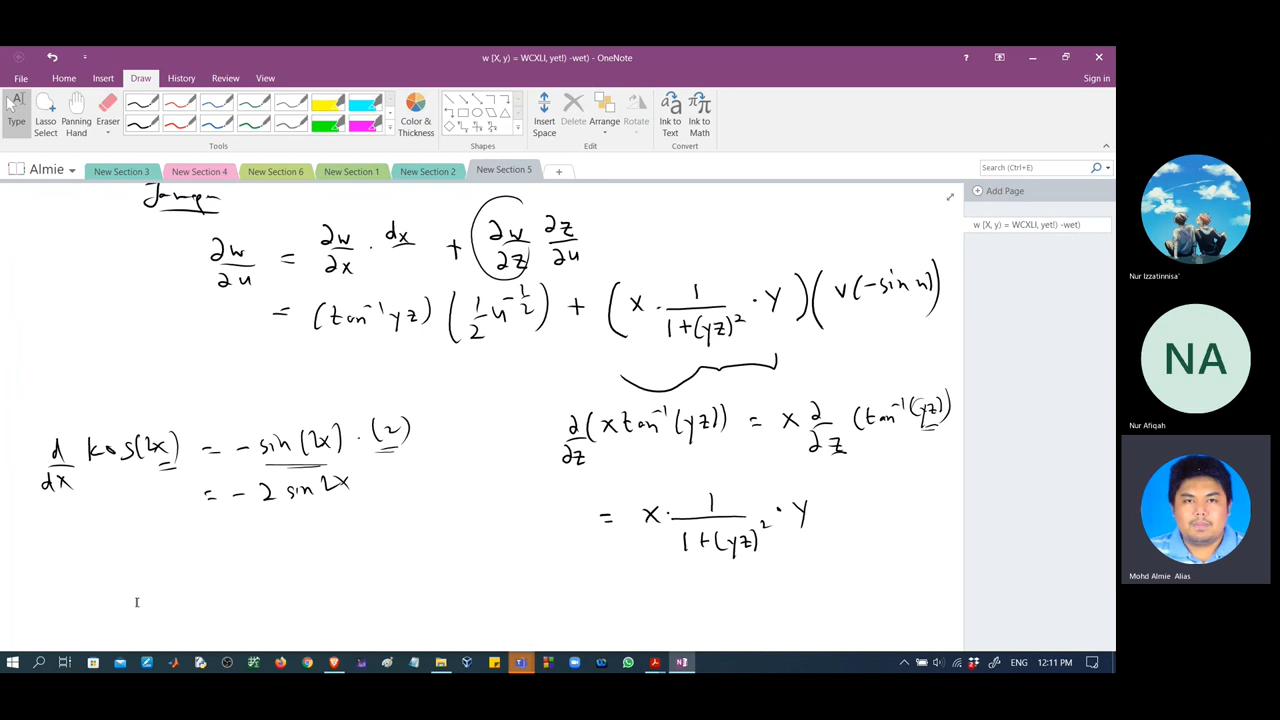 w [X, y) = WCXLI, yet!) -wet) - OneNote
File Home Insert Draw History Review View
Sign in
Type
Lasso Select
Panning Hand
Eraser
Color & Thickness
Insert Space
Delete
Arrange
Rotate
Ink to Text
Ink to Math
Tools
Shapes
Edit
Convert
Almie
New Section 3
New Section 4
New Section 6
New Section 1
New Section 2
New Section 5
Search (Ctrl+E)
Add Page
w [X, y) = WCXLI, yet!) -wet)
∂w/∂u = ∂w/∂x · dx + ∂w/∂z ∂z/∂u
= (tan⁻¹ yz) (1/2 u^-1/2) + (x · 1/(1+(yz)²) · y) (v(-sin u))
∂/∂z (x tan⁻¹ (yz)) = x ∂/∂z (tan⁻¹ (yz))
= x · 1/(1+(yz)²) · y
d/dx kos(2x) = - sin (2x) · (2)
= - 2 sin 2x
Nur Izzatinnisa'
NA
Nur Afiqah
Mohd Almie Alias
ENG
12:11 PM